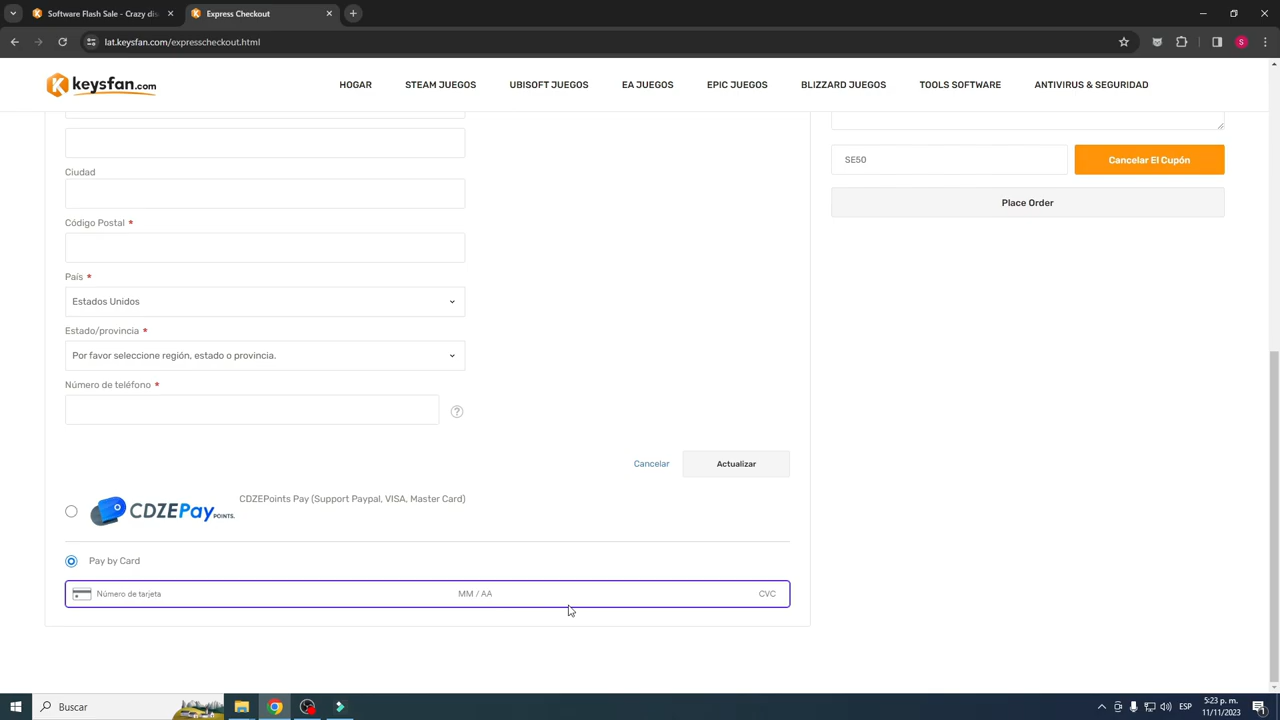 Software Flash Sale - Crazy dis
Express Checkout
lat.keysfan.com/expresscheckout.html
S
keysfan.com
HOGAR
STEAM JUEGOS
UBISOFT JUEGOS
EA JUEGOS
EPIC JUEGOS
BLIZZARD JUEGOS
TOOLS SOFTWARE
ANTIVIRUS & SEGURIDAD
SE50
Cancelar El Cupón
Place Order
Ciudad
Código Postal *
País *
Estados Unidos
Estado/provincia *
Por favor seleccione región, estado o provincia.
Número de teléfono *
?
Cancelar
Actualizar
CDZEPay POINTS.
CDZEPoints Pay (Support Paypal, VISA, Master Card)
Pay by Card
Número de tarjeta
MM / AA
CVC
Buscar
ESP
5:23 p. m.
11/11/2023